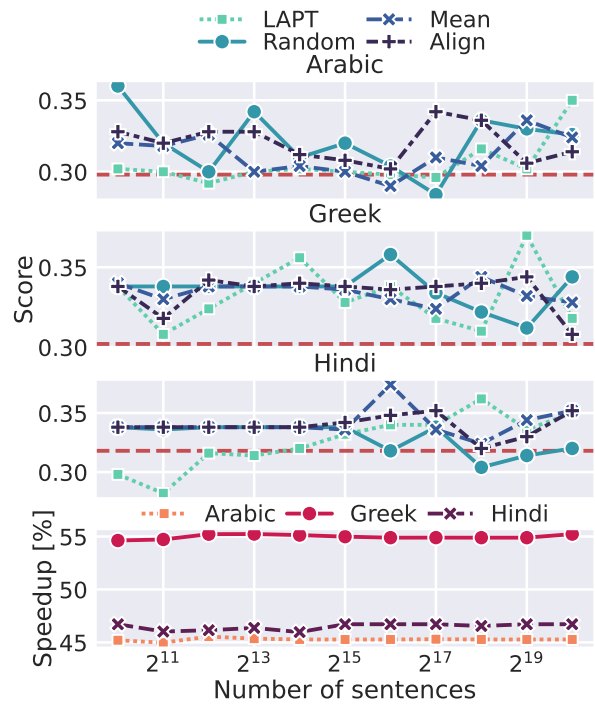 LAPT Mean
Random Align
Arabic
0.35
0.30
Greek
0.35
0.30
Score
Hindi
0.35
0.30
Arabic Greek Hindi
55
50
45
Speedup [%]
2^11 2^13 2^15 2^17 2^19
Number of sentences